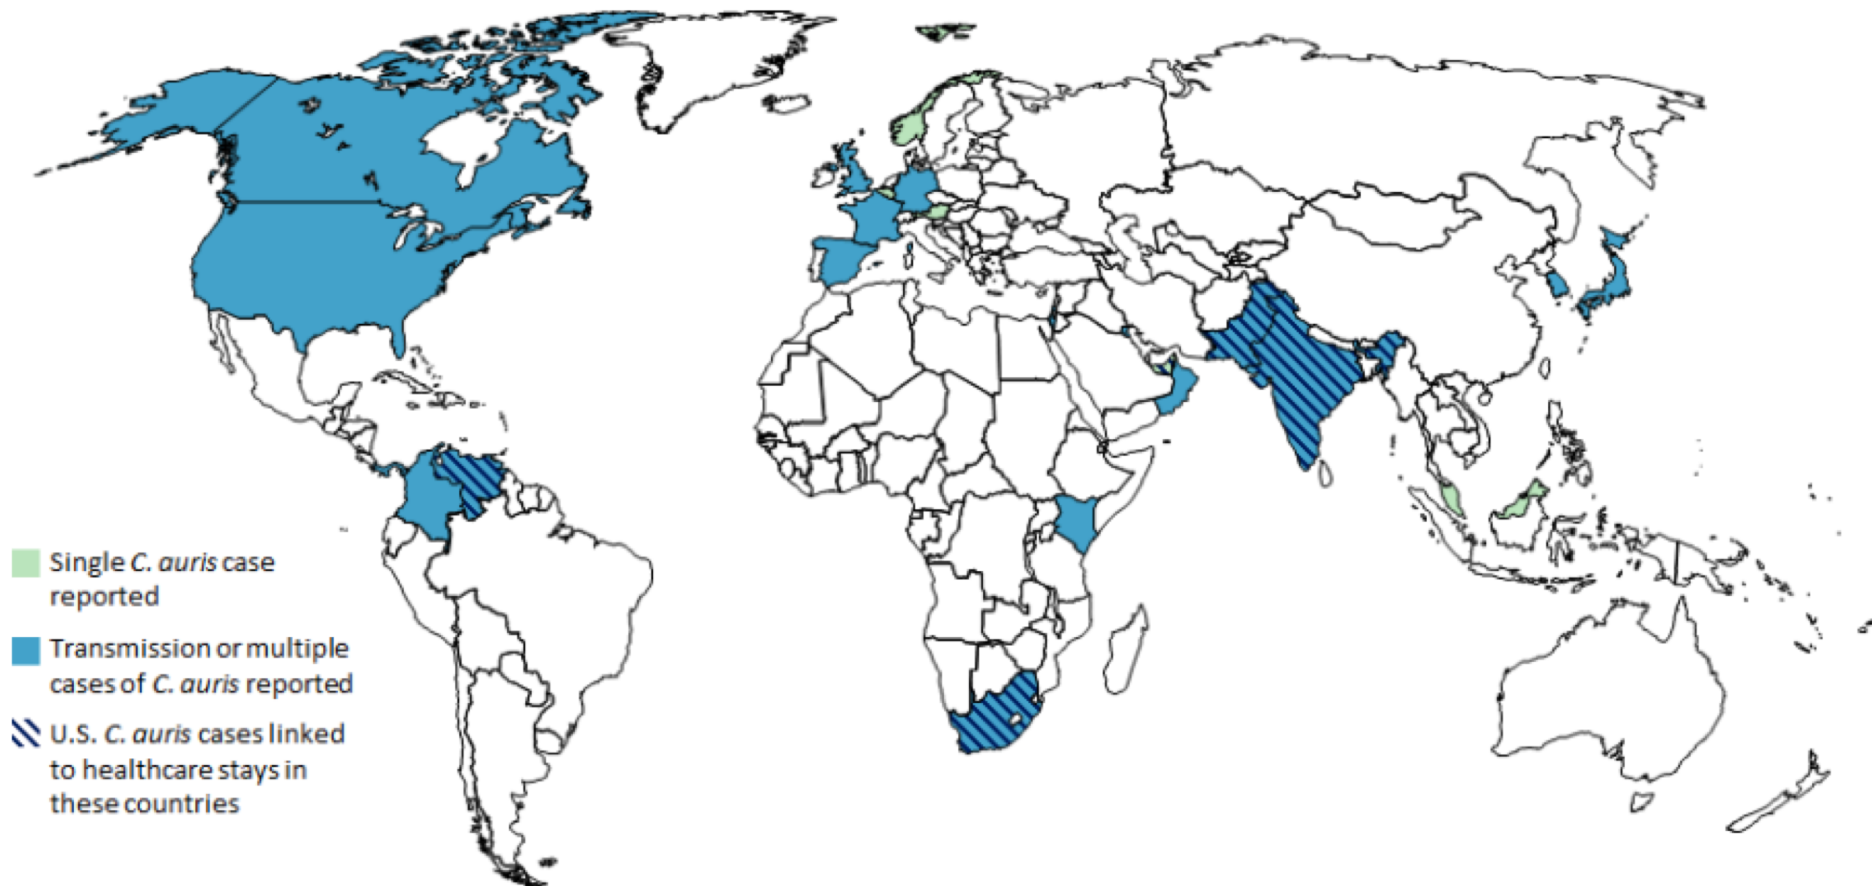 Single C. auris case
reported
Transmission or multiple
cases of C. auris reported
U.S. C. auris cases linked
to healthcare stays in
these countries